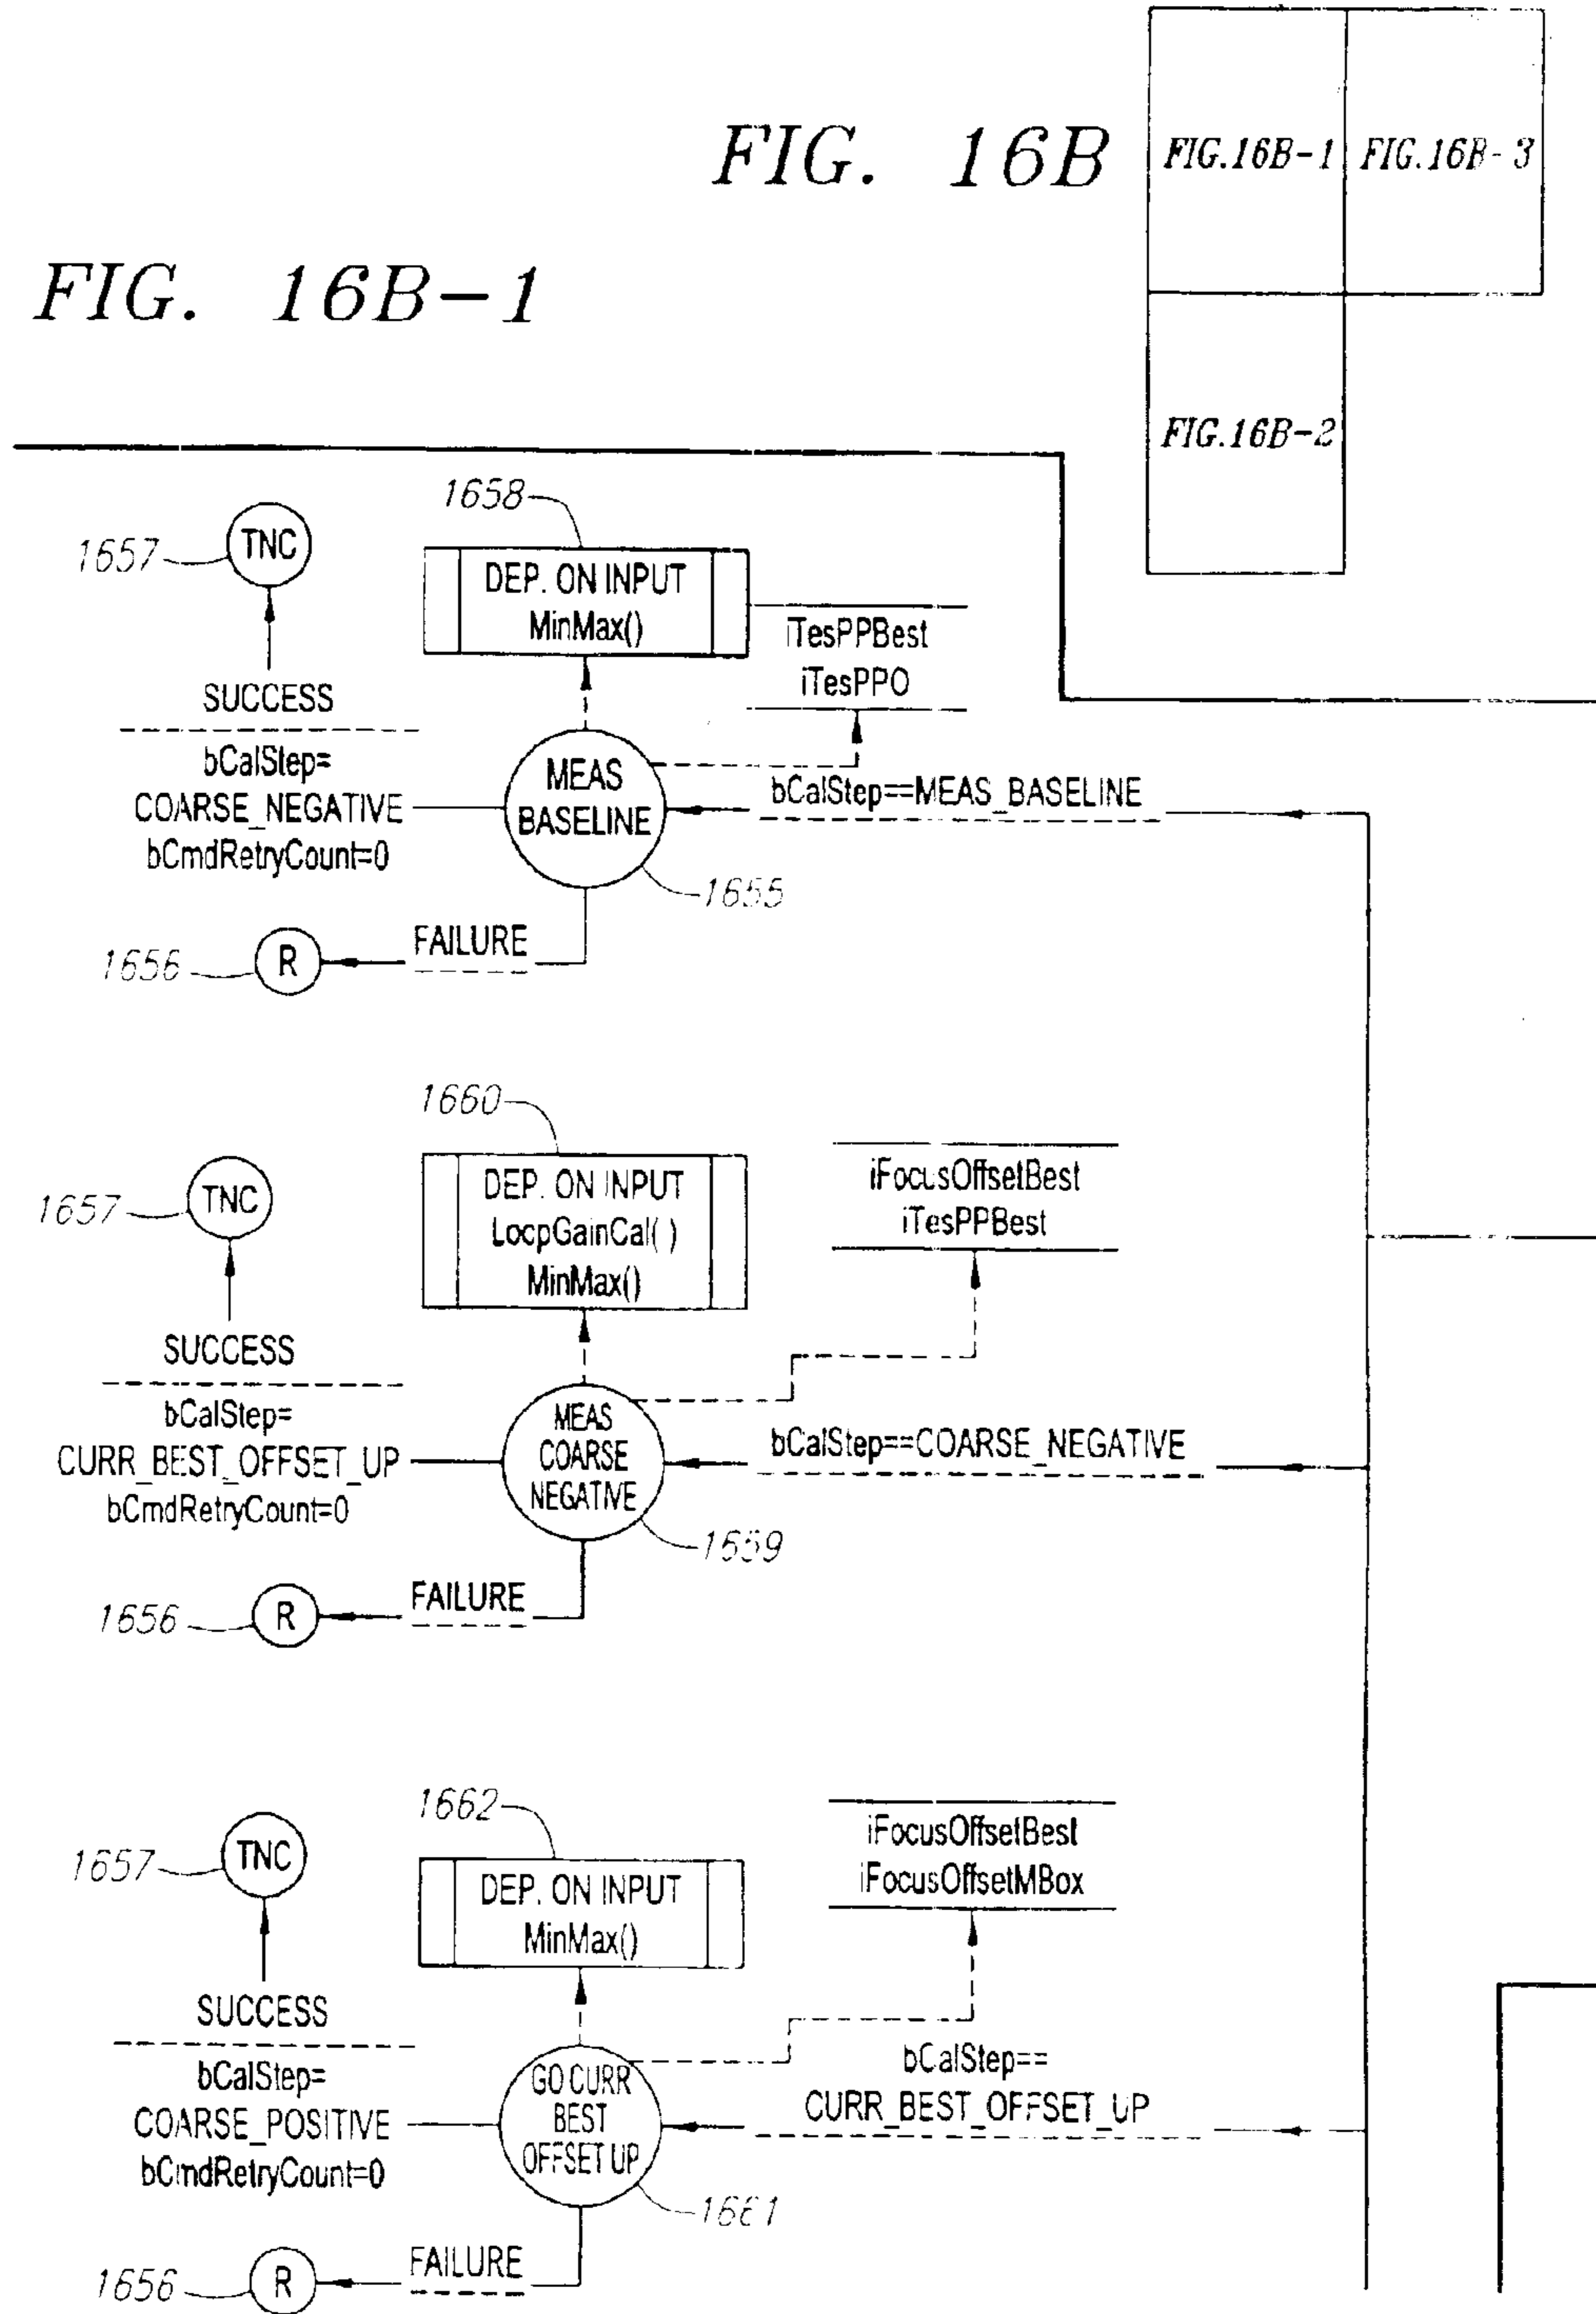 FIG. 16B
FIG.16B-1
FIG.16B-3
FIG.16B-2
FIG. 16B-1
1658
1657
TNC
DEP. ON INPUT
MinMax()
iTesPPBest
iTesPPO
SUCCESS
bCalStep=
COARSE_NEGATIVE
bCmdRetryCount=0
MEAS
BASELINE
bCalStep==MEAS_BASELINE
1655
FAILURE
1656
R
1660
1657
TNC
DEP. ON INPUT
LoopGainCal( )
MinMax()
iFocusOffsetBest
iTesPPBest
SUCCESS
bCalStep=
CURR_BEST_OFFSET_UP
bCmdRetryCount=0
MEAS
COARSE
NEGATIVE
bCalStep==COARSE_NEGATIVE
1659
FAILURE
1656
R
1662
1657
TNC
DEP. ON INPUT
MinMax()
iFocusOffsetBest
iFocusOffsetMBox
SUCCESS
bCalStep=
COARSE_POSITIVE
bCmdRetryCount=0
GO CURR
BEST
OFFSET UP
bCalStep==
CURR_BEST_OFFSET_UP
1661
FAILURE
1656
R